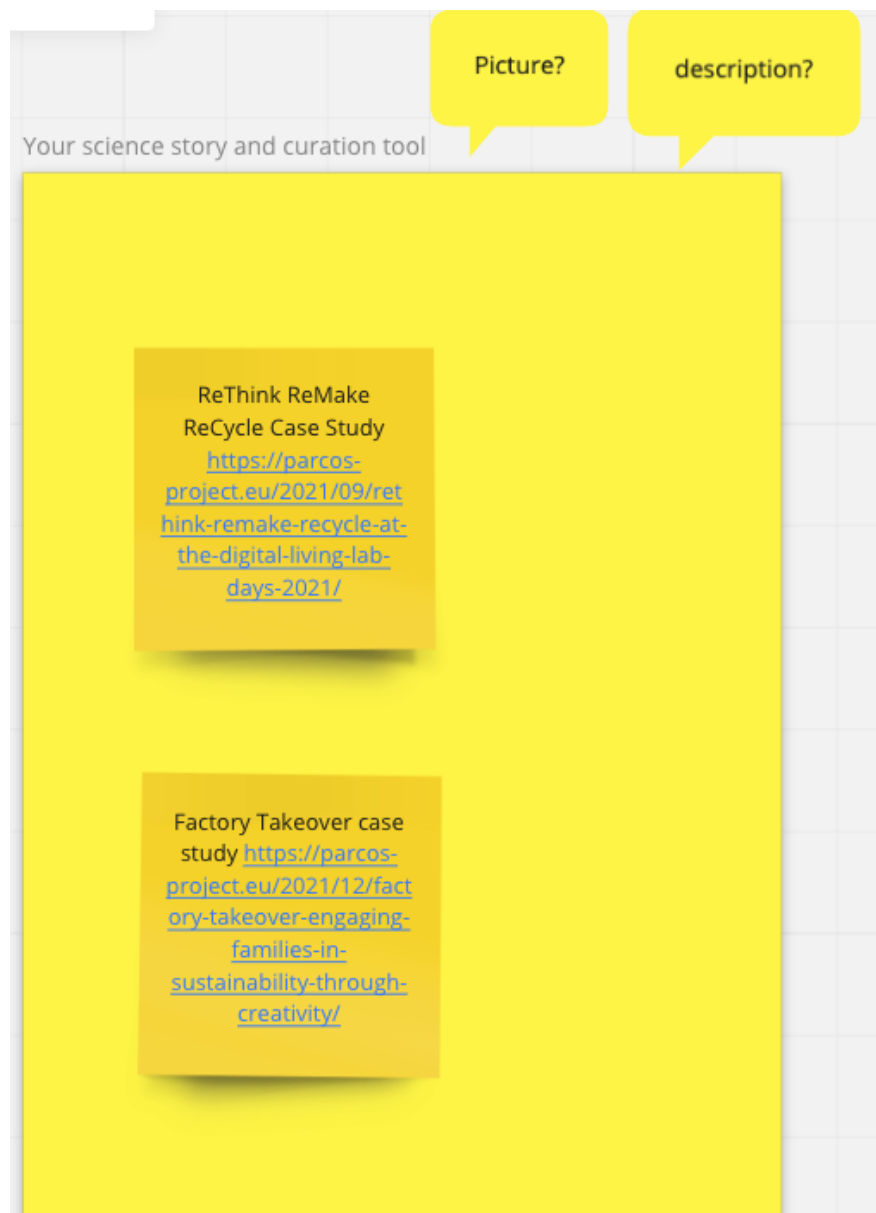 Picture?
description?
Your science story and curation tool
ReThink ReMake
ReCycle Case Study
https://parcos-
project.eu/2021/09/ret
hink-remake-recycle-at-
the-digital-living-lab-
days-2021/
Factory Takeover case
study https://parcos-
project.eu/2021/12/fact
ory-takeover-engaging-
families-in-
sustainability-through-
creativity/